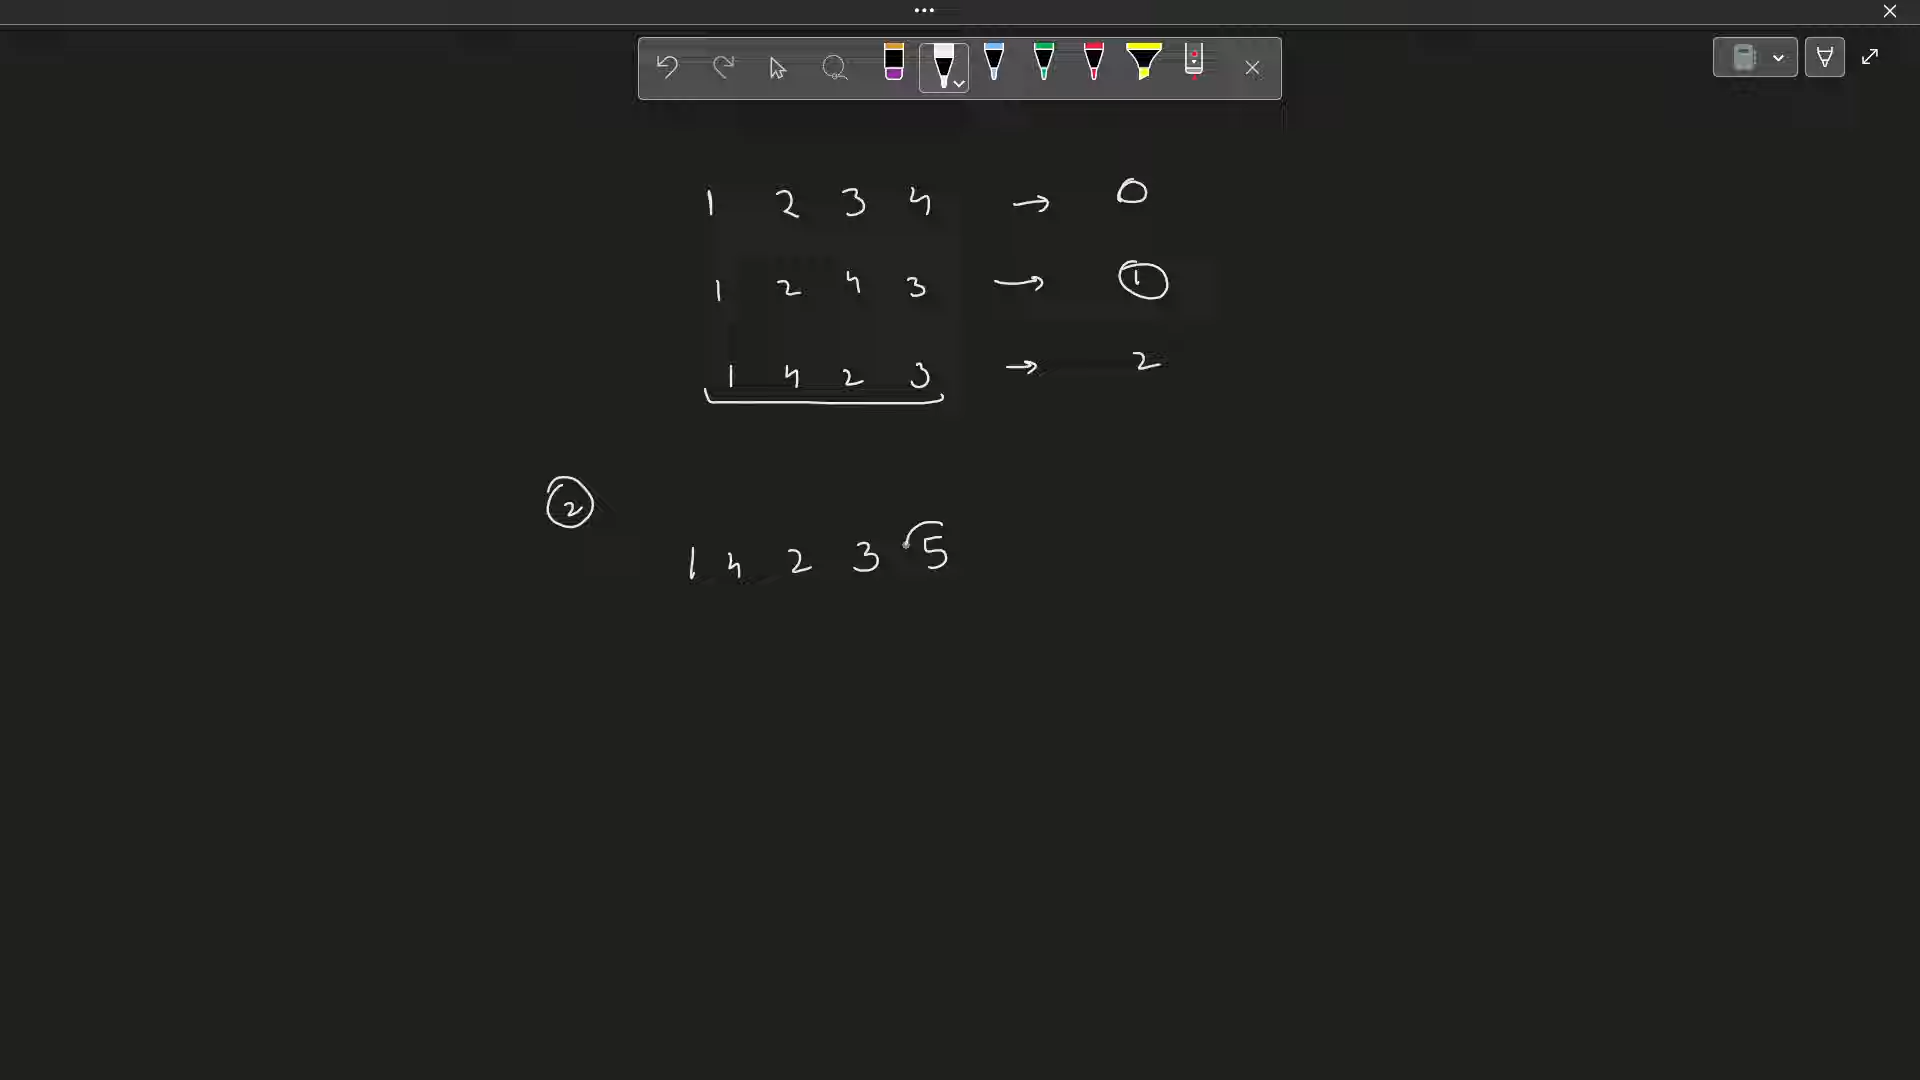 1 2 3 4 → 0
1 2 4 3 → 1
1 4 2 3 → 2
2
1 4 2 3 5